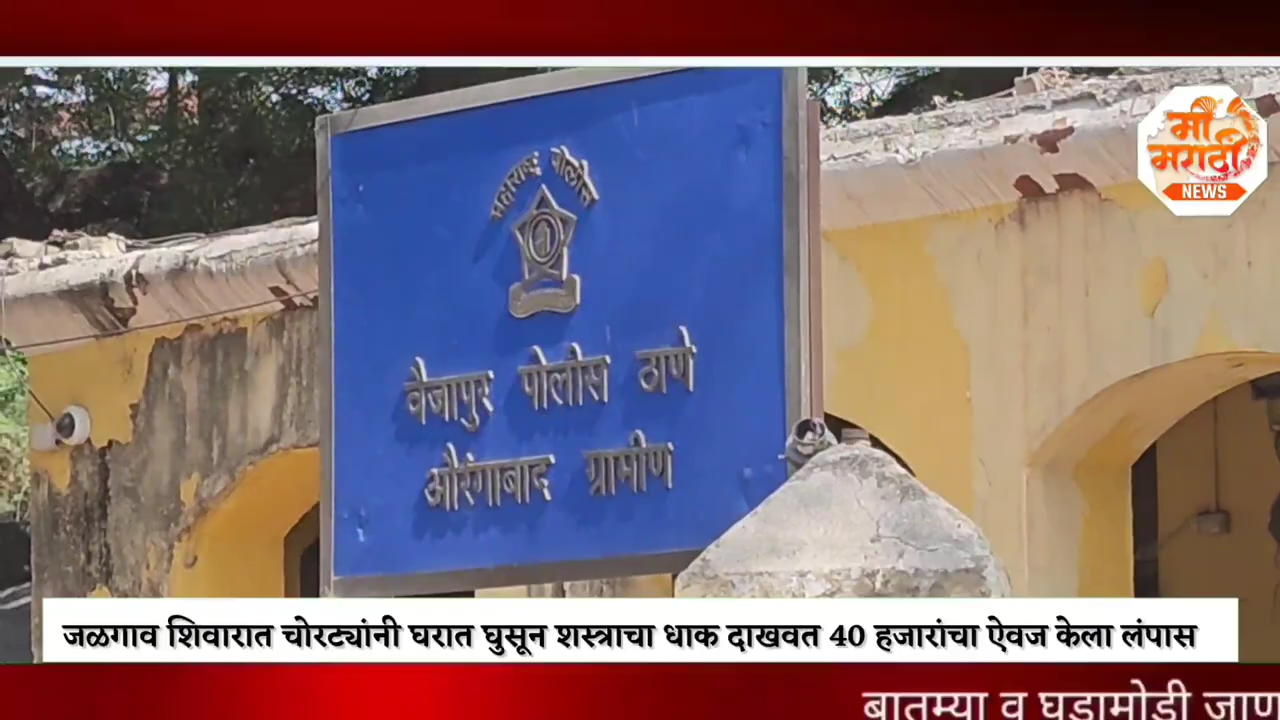 मी
मराठी
NEWS
महाराष्ट्र पोलीस
वैजापुर पोलीस ठाणे
औरंगाबाद ग्रामीण
जळगाव शिवारात चोरट्यांनी घरात घुसून शस्त्राचा धाक दाखवत 40 हजारांचा ऐवज केला लंपास
बातम्या व घडामोडी जाण